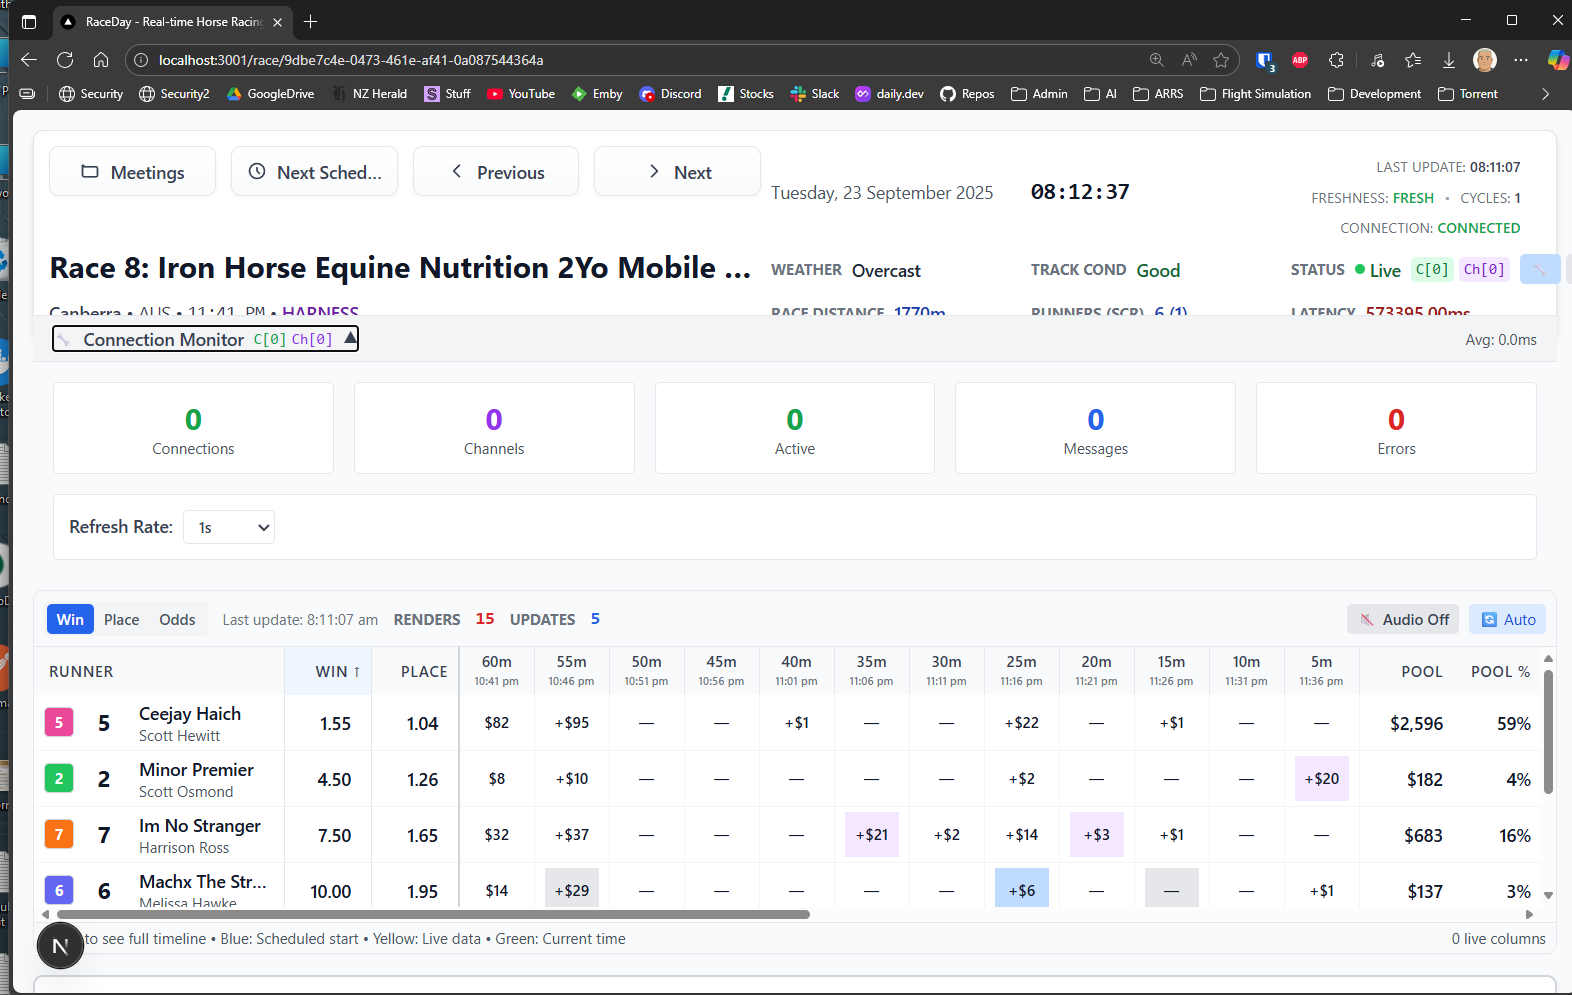 RaceDay - Real-time Horse Racing
localhost:3001/race/9dbe7c4e-0473-461e-af41-0a087544364a
3
ABP
Security Security2 GoogleDrive NZ Herald Stuff YouTube Emby Discord Stocks Slack daily.dev Repos Admin AI ARRS Flight Simulation Development Torrent
Meetings
Next Sched...
Previous
Next
Tuesday, 23 September 2025
08:12:37
LAST UPDATE: 08:11:07
FRESHNESS: FRESH • CYCLES: 1
CONNECTION: CONNECTED
Race 8: Iron Horse Equine Nutrition 2Yo Mobile ...
WEATHER Overcast
TRACK COND Good
STATUS Live C[0] Ch[0]
Canberra • AUS • 11:41 PM • HARNESS
RACE DISTANCE 1770m
RUNNERS (SCR) 6 (1)
LATENCY 573395.00ms
Connection Monitor C[0] Ch[0] ▲
Avg: 0.0ms
0
Connections
0
Channels
0
Active
0
Messages
0
Errors
Refresh Rate: 1s
Win Place Odds Last update: 8:11:07 am RENDERS 15 UPDATES 5
Audio Off Auto
RUNNER WIN ↑ PLACE 60m 55m 50m 45m 40m 35m 30m 25m 20m 15m 10m 5m POOL POOL %
10:41 pm 10:46 pm 10:51 pm 10:56 pm 11:01 pm 11:06 pm 11:11 pm 11:16 pm 11:21 pm 11:26 pm 11:31 pm 11:36 pm
5 5 Ceejay Haich 1.55 1.04 $82 +$95 — — +$1 — — +$22 — +$1 — — $2,596 59%
Scott Hewitt
2 2 Minor Premier 4.50 1.26 $8 +$10 — — — — — +$2 — — — +$20 $182 4%
Scott Osmond
7 7 Im No Stranger 7.50 1.65 $32 +$37 — — — +$21 +$2 +$14 +$3 +$1 — — $683 16%
Harrison Ross
6 6 Machx The Str... 10.00 1.95 $14 +$29 — — — — — +$6 — — — +$1 $137 3%
Melissa Hawke
N
to see full timeline • Blue: Scheduled start • Yellow: Live data • Green: Current time
0 live columns